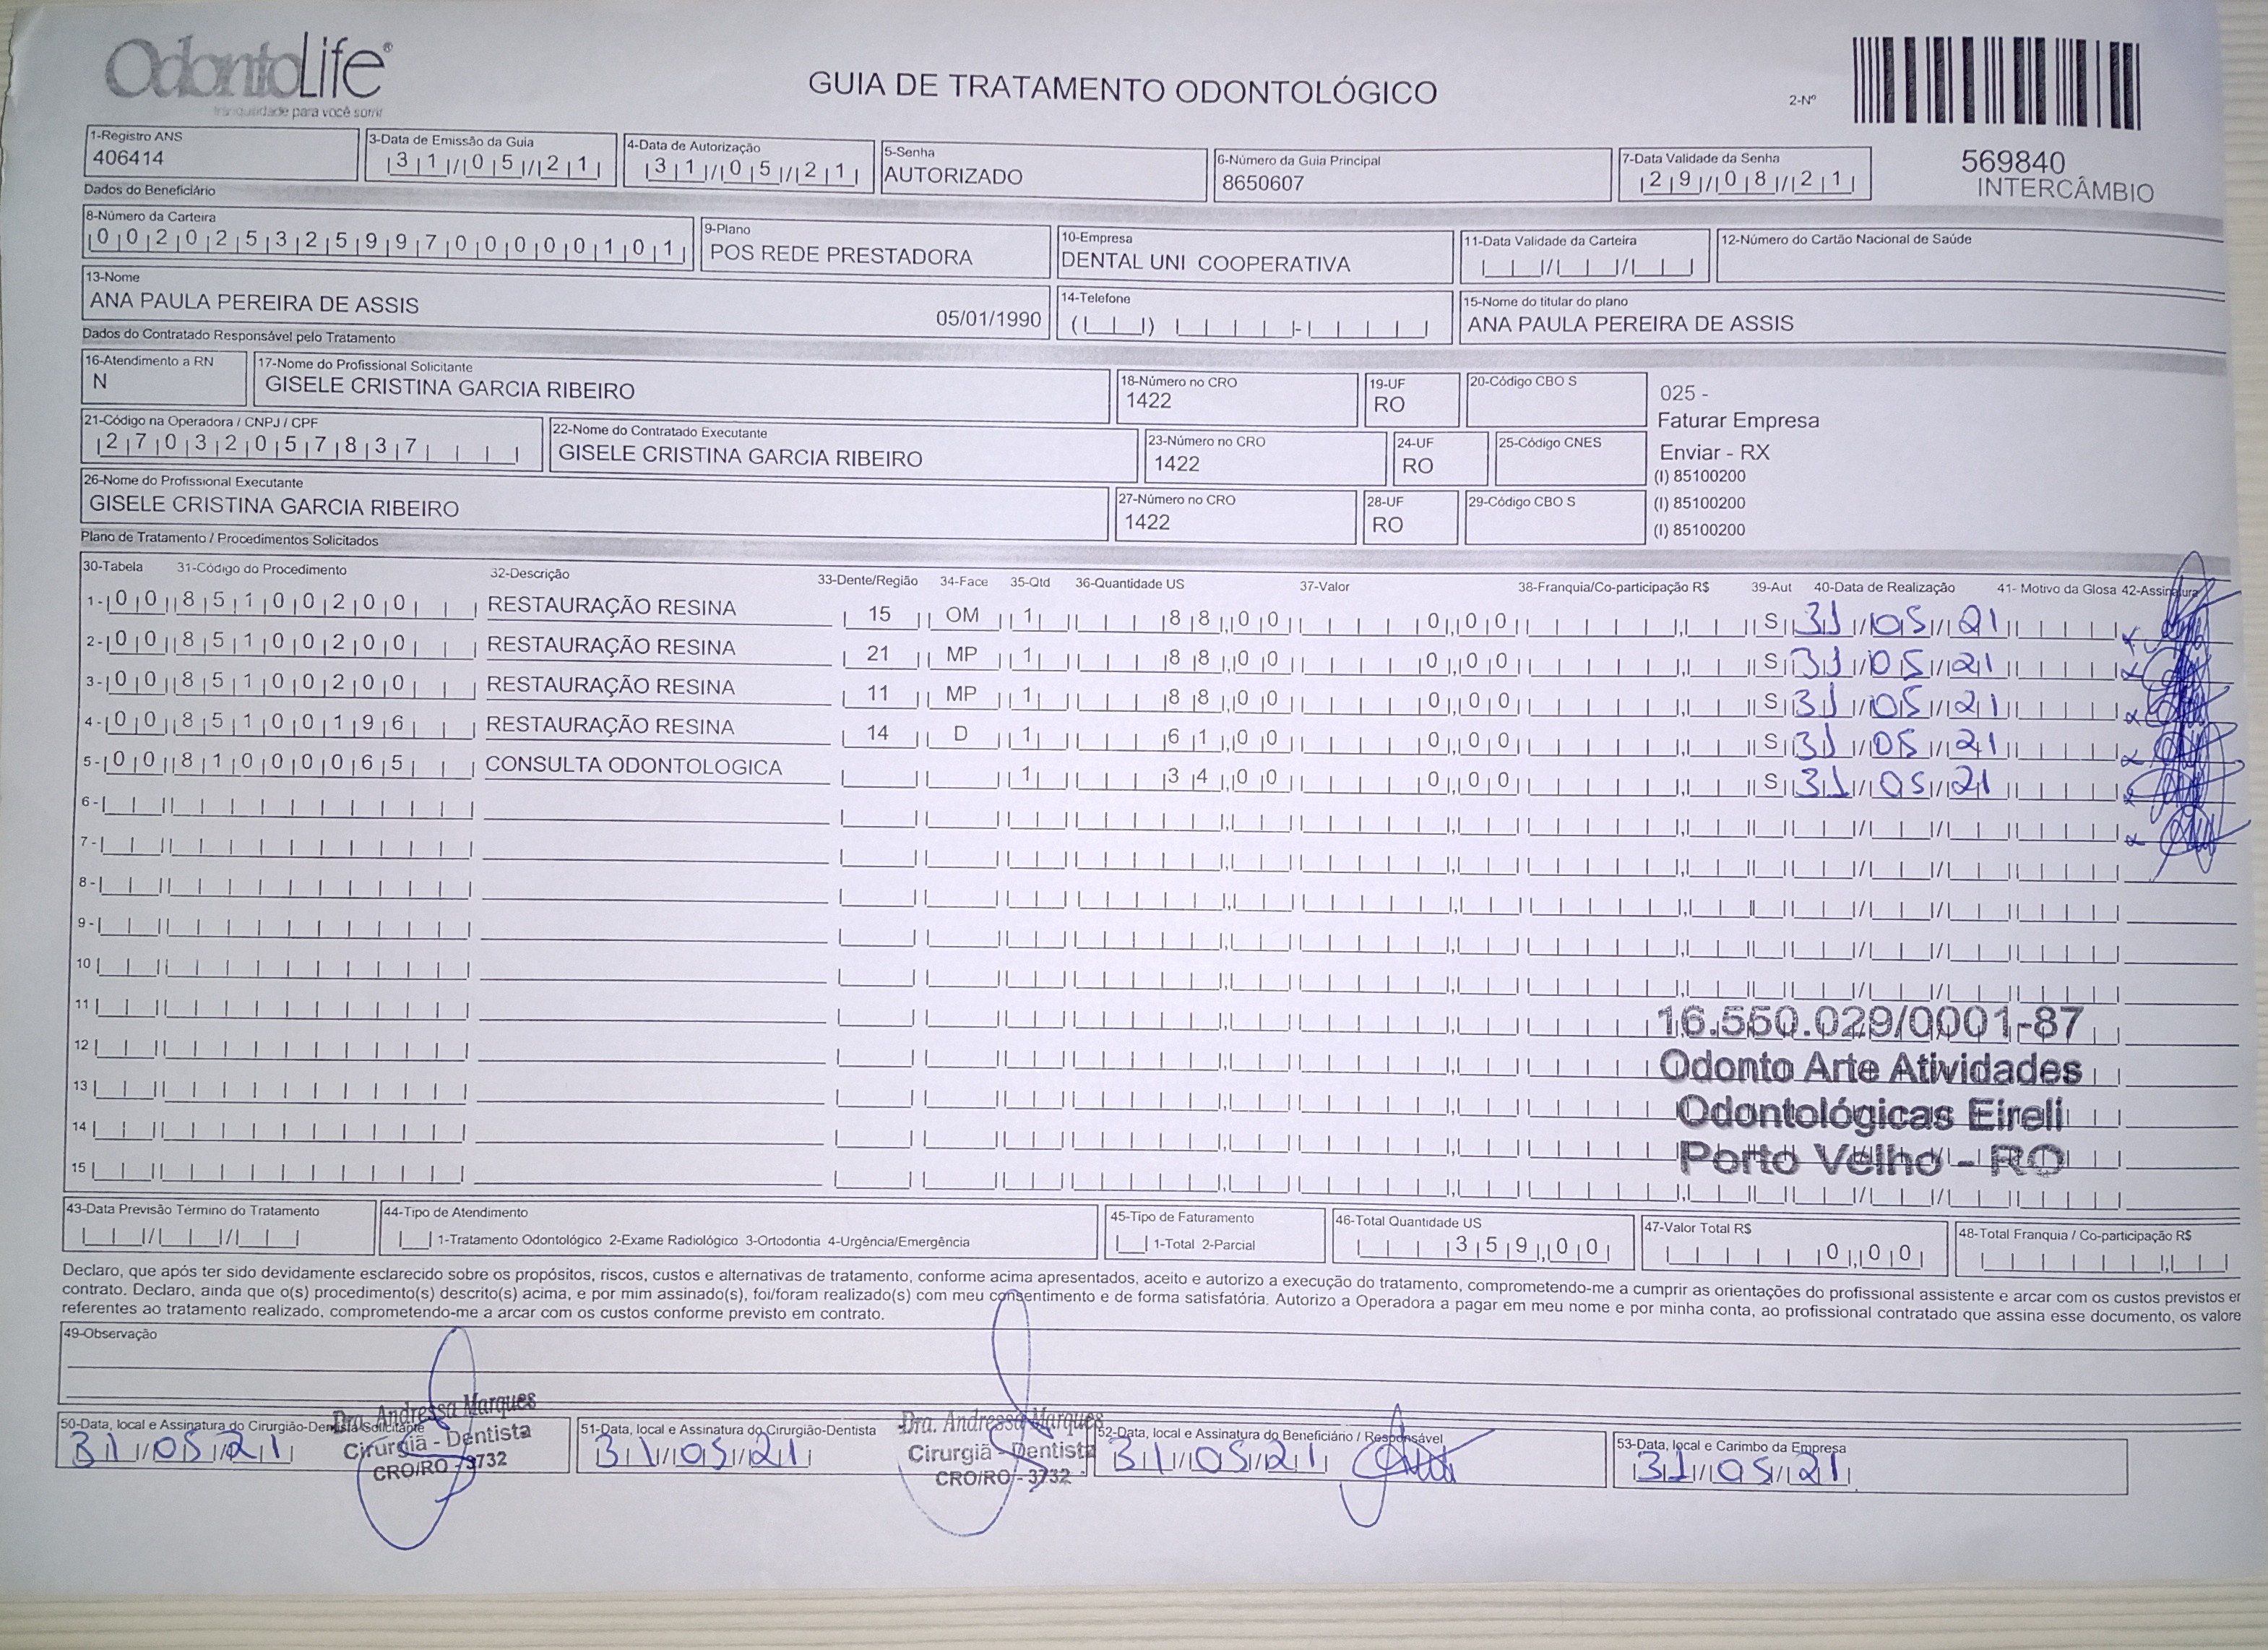 OdontoLife®
tranquilidade para você sorrir
GUIA DE TRATAMENTO ODONTOLÓGICO
2-Nº
569840
INTERCÂMBIO
1-Registro ANS
406414
3-Data de Emissão da Guia
31/05/21
4-Data de Autorização
31/05/21
5-Senha
AUTORIZADO
6-Número da Guia Principal
8650607
7-Data Validade da Senha
29/08/21
Dados do Beneficiário
8-Número da Carteira
00202532599700000101
9-Plano
POS REDE PRESTADORA
10-Empresa
DENTAL UNI COOPERATIVA
11-Data Validade da Carteira
12-Número do Cartão Nacional de Saúde
13-Nome
ANA PAULA PEREIRA DE ASSIS 05/01/1990
14-Telefone
15-Nome do titular do plano
ANA PAULA PEREIRA DE ASSIS
Dados do Contratado Responsável pelo Tratamento
16-Atendimento a RN
N
17-Nome do Profissional Solicitante
GISELE CRISTINA GARCIA RIBEIRO
18-Número no CRO
1422
19-UF
RO
20-Código CBO S
025 -
Faturar Empresa
Enviar - RX
(I) 85100200
(I) 85100200
(I) 85100200
21-Código na Operadora / CNPJ / CPF
27032057837
22-Nome do Contratado Executante
GISELE CRISTINA GARCIA RIBEIRO
23-Número no CRO
1422
24-UF
RO
25-Código CNES
26-Nome do Profissional Executante
GISELE CRISTINA GARCIA RIBEIRO
27-Número no CRO
1422
28-UF
RO
29-Código CBO S
Plano de Tratamento / Procedimentos Solicitados
30-Tabela 31-Código do Procedimento 32-Descrição 33-Dente/Região 34-Face 35-Qtd 36-Quantidade US 37-Valor 38-Franquia/Co-participação R$ 39-Aut 40-Data de Realização 41- Motivo da Glosa 42-Assinatura
1- 00 85100200 RESTAURAÇÃO RESINA 15 OM 1 88,00 0,00 S 31/05/21
2- 00 85100200 RESTAURAÇÃO RESINA 21 MP 1 88,00 0,00 S 31/05/21
3- 00 85100200 RESTAURAÇÃO RESINA 11 MP 1 88,00 0,00 S 31/05/21
4- 00 85100196 RESTAURAÇÃO RESINA 14 D 1 61,00 0,00 S 31/05/21
5- 00 81000065 CONSULTA ODONTOLOGICA 1 34,00 0,00 S 31/05/21
6-
7-
8-
9-
10
11
12
13
14
15
16.550.029/0001-87
Odonto Arte Atividades
Odontológicas Eireli
Porto Velho - RO
43-Data Previsão Término do Tratamento
44-Tipo de Atendimento
1-Tratamento Odontológico 2-Exame Radiológico 3-Ortodontia 4-Urgência/Emergência
45-Tipo de Faturamento
1-Total 2-Parcial
46-Total Quantidade US
359,00
47-Valor Total R$
0,00
48-Total Franquia / Co-participação R$
Declaro, que após ter sido devidamente esclarecido sobre os propósitos, riscos, custos e alternativas de tratamento, conforme acima apresentados, aceito e autorizo a execução do tratamento, comprometendo-me a cumprir as orientações do profissional assistente e arcar com os custos previstos er
contrato. Declaro, ainda que o(s) procedimento(s) descrito(s) acima, e por mim assinado(s), foi/foram realizado(s) com meu consentimento e de forma satisfatória. Autorizo a Operadora a pagar em meu nome e por minha conta, ao profissional contratado que assina esse documento, os valore
referentes ao tratamento realizado, comprometendo-me a arcar com os custos conforme previsto em contrato.
49-Observação
50-Data, local e Assinatura do Cirurgião-Dentista Solicitante
31/05/21
Dra. Andressa Marques
Cirurgiã - Dentista
CRO/RO - 3732
51-Data, local e Assinatura do Cirurgião-Dentista
31/05/21
Dra. Andressa Marques
Cirurgiã - Dentista
CRO/RO - 3732
52-Data, local e Assinatura do Beneficiário / Responsável
31/05/21
53-Data, local e Carimbo da Empresa
31/05/21